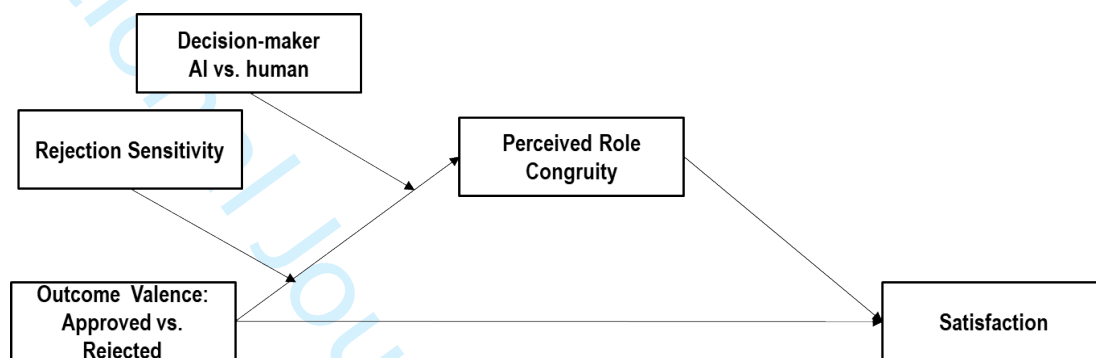 Decision-maker
AI vs. human
Rejection Sensitivity
Perceived Role
Congruity
Outcome Valence:
Approved vs.
Rejected
Satisfaction